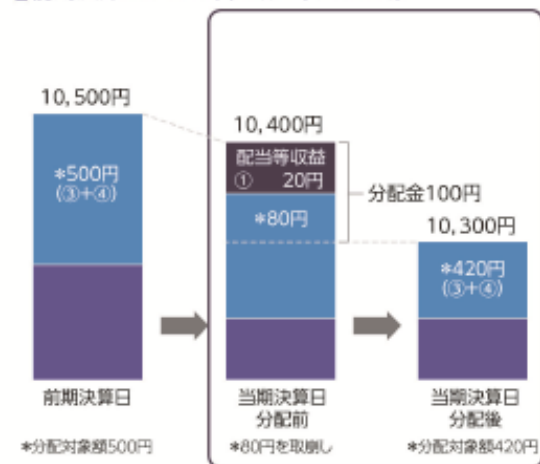 10,500円
*500円
(③+④)
前期決算日
*分配対象額500円
10,400円
配当等収益
① 20円
*80円
当期決算日
分配前
*80円を取崩し
分配金100円
10,300円
*420円
(③+④)
当期決算日
分配後
*分配対象額420円